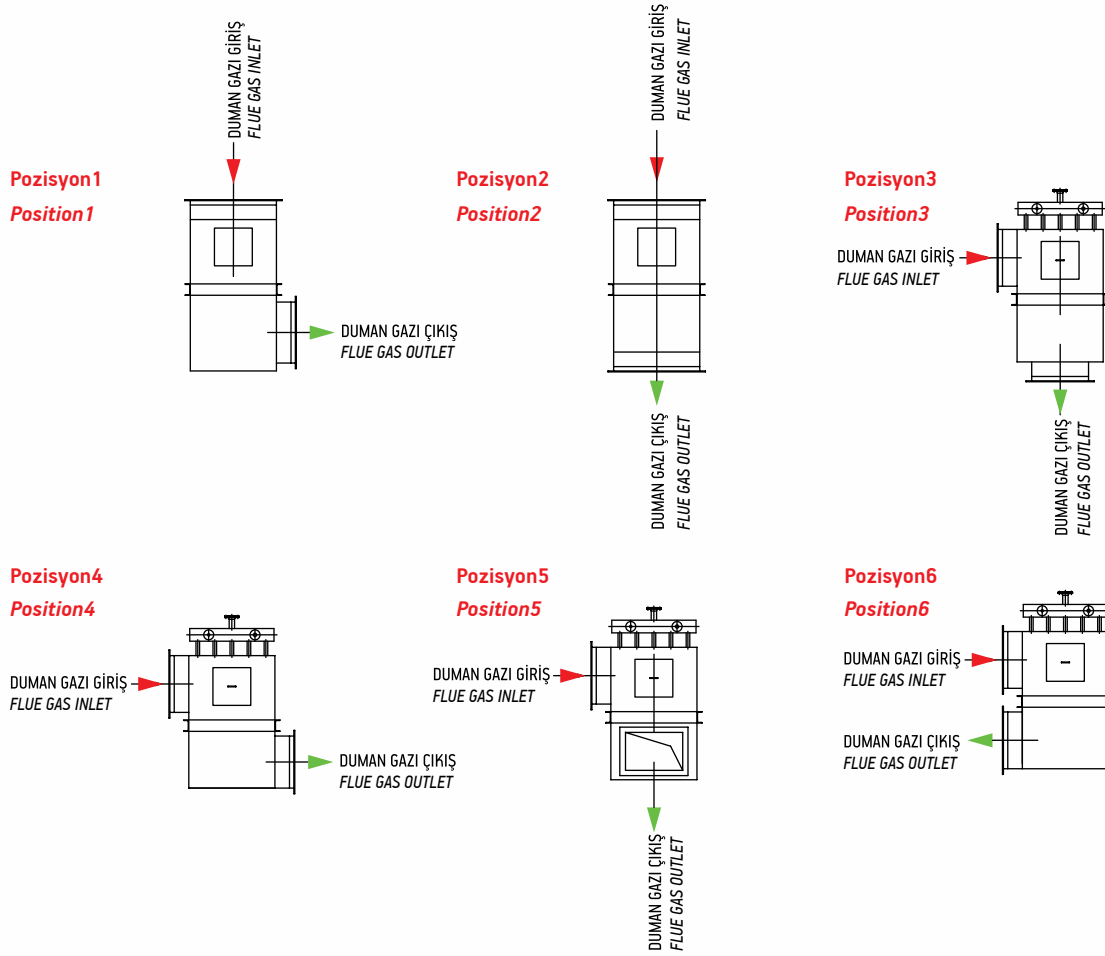 Pozisyon1
Position1
DUMAN GAZI GİRİŞ
FLUE GAS INLET
DUMAN GAZI ÇIKIŞ
FLUE GAS OUTLET
Pozisyon2
Position2
DUMAN GAZI GİRİŞ
FLUE GAS INLET
DUMAN GAZI ÇIKIŞ
FLUE GAS OUTLET
Pozisyon3
Position3
DUMAN GAZI GİRİŞ
FLUE GAS INLET
DUMAN GAZI ÇIKIŞ
FLUE GAS OUTLET
Pozisyon4
Position4
DUMAN GAZI GİRİŞ
FLUE GAS INLET
DUMAN GAZI ÇIKIŞ
FLUE GAS OUTLET
Pozisyon5
Position5
DUMAN GAZI GİRİŞ
FLUE GAS INLET
DUMAN GAZI ÇIKIŞ
FLUE GAS OUTLET
Pozisyon6
Position6
DUMAN GAZI GİRİŞ
FLUE GAS INLET
DUMAN GAZI ÇIKIŞ
FLUE GAS OUTLET